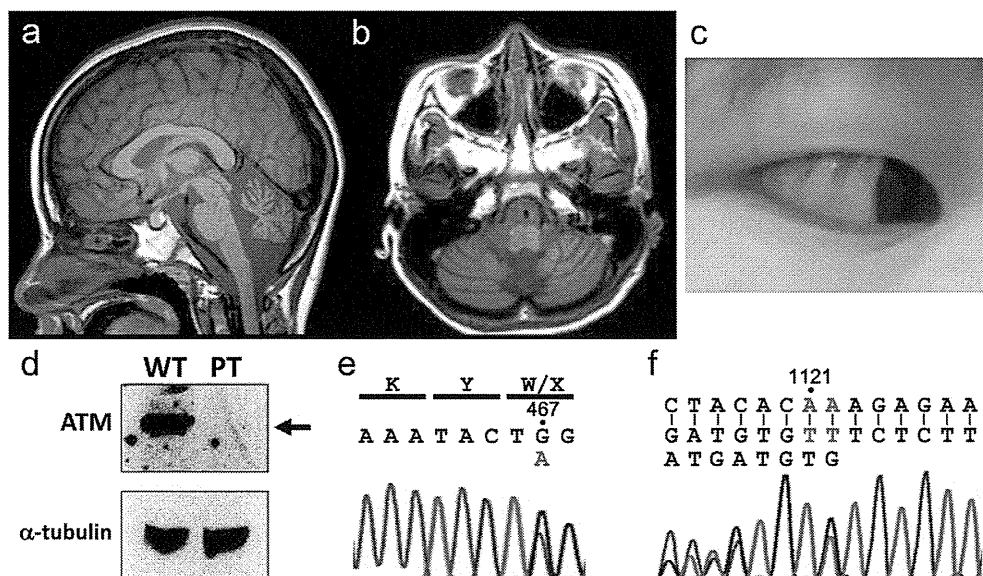 a
b
c
d
WT PT
ATM
α-tubulin
e
K Y W/X
467
A A A T A C T G G
A
f
1121
C T A C A C A A A G A G A A
G A T G T G T T T C T C T T
A T G A T G T G